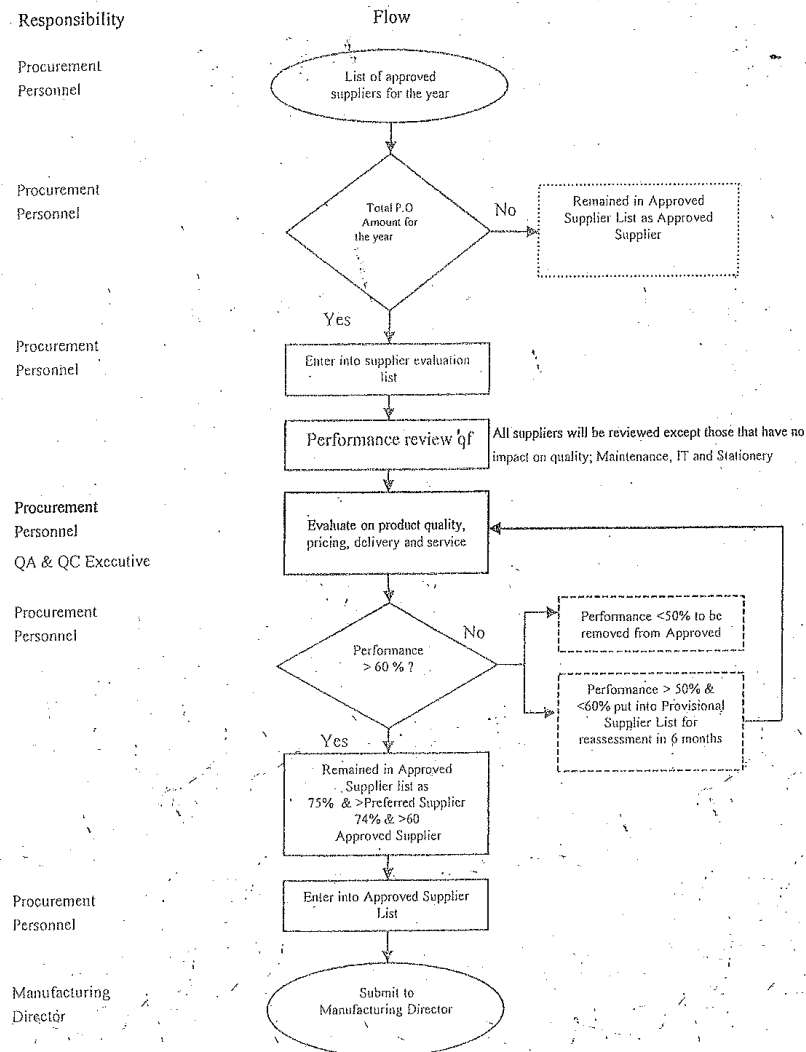 Responsibility
Flow
Procurement
Personnel
List of approved
suppliers for the year
Procurement
Personnel
Total P.O
Amount for
the year
No
Remained in Approved
Supplier List as Approved
Supplier
Yes
Procurement
Personnel
Enter into supplier evaluation
list
Performance review qf
All suppliers will be reviewed except those that have no
impact on quality; Maintenance, IT and Stationery
Procurement
Personnel
QA & QC Executive
Evaluate on product quality,
pricing, delivery and service
Procurement
Personnel
Performance
> 60 % ?
No
Performance <50% to be
removed from Approved
Performance > 50% &
<60% put into Provisional
Supplier List for
reassessment in 6 months
Yes
Remained in Approved
Supplier list as
75% & >Preferred Supplier
74% & >60
Approved Supplier
Procurement
Personnel
Enter into Approved Supplier
List
Manufacturing
Director
Submit to
Manufacturing Director